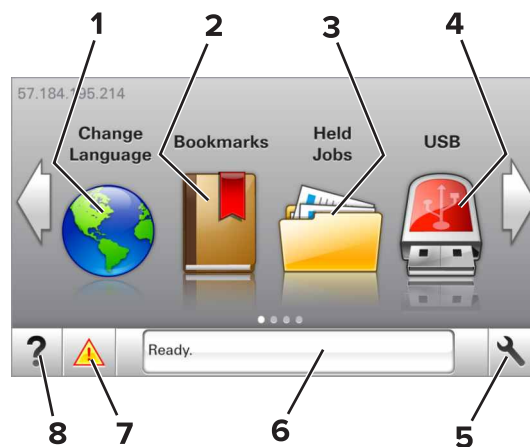 1 2 3 4
57.184.195.214
Change
Language
Bookmarks
Held
Jobs
USB
?
Ready.
8 7 6 5